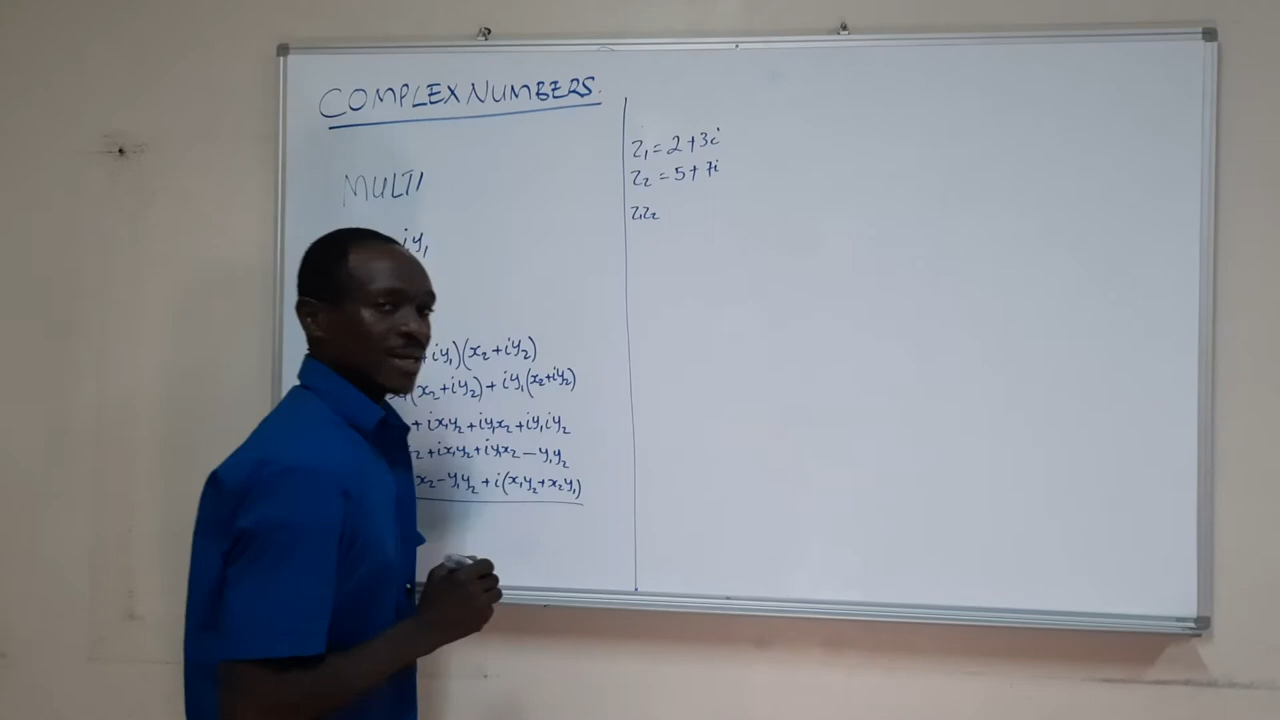 COMPLEX NUMBERS.
MULTI
iy₁
+ iy₁)(x₂+iy₂)
(x₂+iy₂) + iy₁(x₂+iy₂)
+ ix₁y₂ + iy₁x₂ + iy₁iy₂
₂ + ix₁y₂ + iy₁x₂ − y₁y₂
x₂ − y₁y₂ + i(x₁y₂ + x₂y₁)
Z₁ = 2 + 3i
Z₂ = 5 + 7i
Z₁Z₂